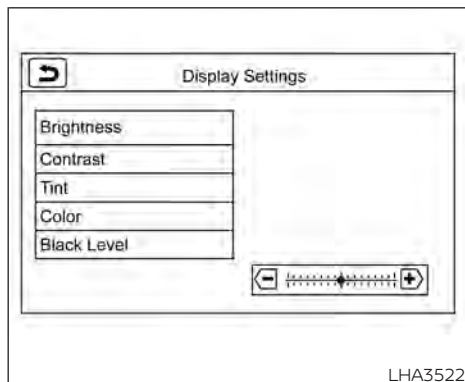 Display Settings
Brightness
Contrast
Tint
Color
Black Level
LHA3522